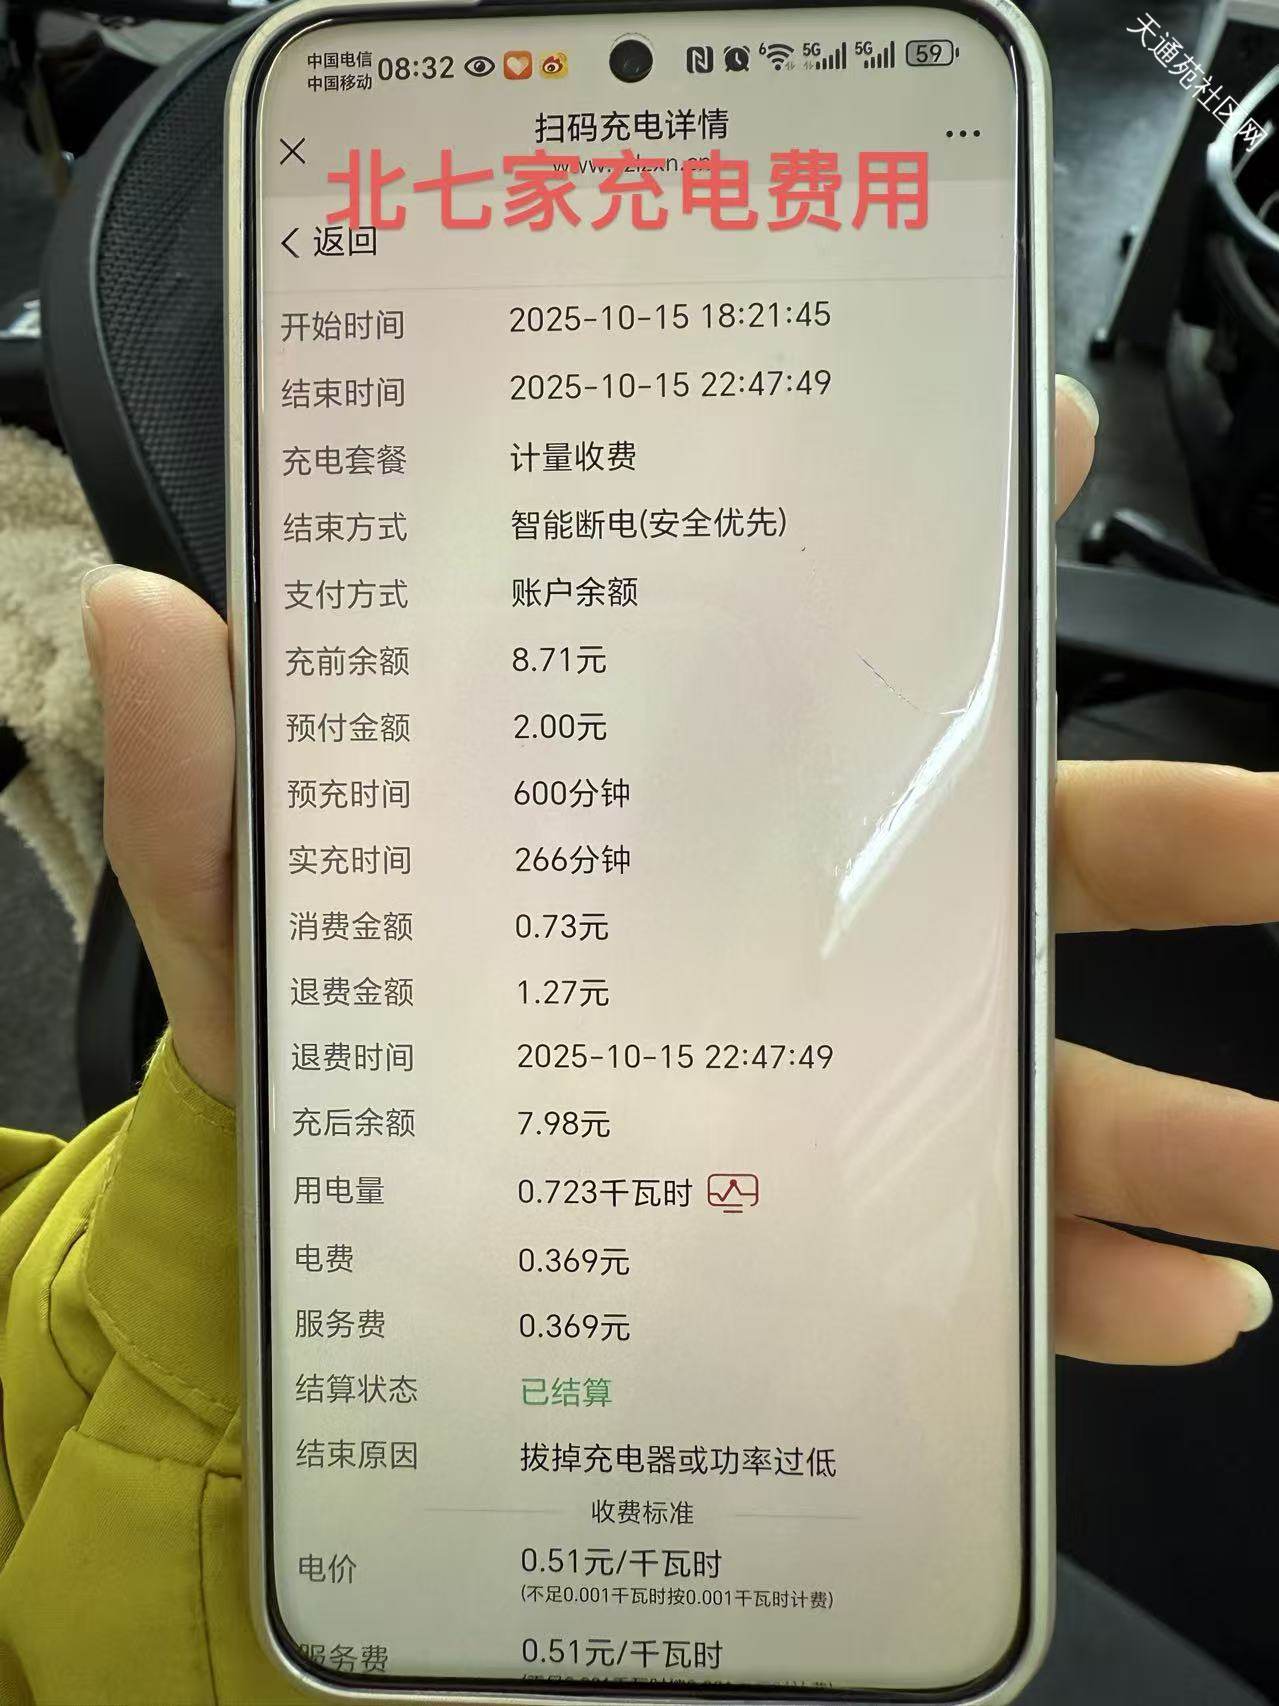 天通苑社区网
中国电信
中国移动
08:32
6
5G
5G
59
扫码充电详情
北七家充电费用
返回
开始时间 2025-10-15 18:21:45
结束时间 2025-10-15 22:47:49
充电套餐 计量收费
结束方式 智能断电(安全优先)
支付方式 账户余额
充前余额 8.71元
预付金额 2.00元
预充时间 600分钟
实充时间 266分钟
消费金额 0.73元
退费金额 1.27元
退费时间 2025-10-15 22:47:49
充后余额 7.98元
用电量 0.723千瓦时
电费 0.369元
服务费 0.369元
结算状态 已结算
结束原因 拔掉充电器或功率过低
收费标准
电价 0.51元/千瓦时
(不足0.001千瓦时按0.001千瓦时计费)
服务费 0.51元/千瓦时